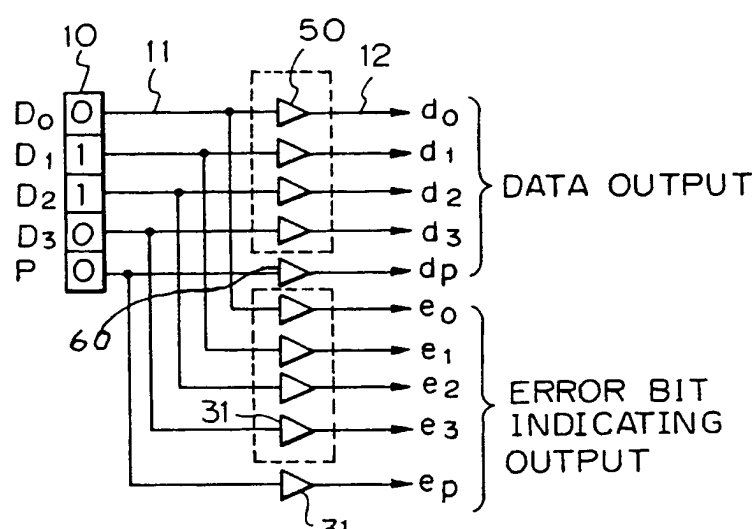 10 11 50 12
D0 0 d0
D1 1 d1
D2 1 d2 DATA OUTPUT
D3 0 d3
P 0 dp
60 e0
e1
e2 ERROR BIT
31 e3 INDICATING
OUTPUT
ep
31